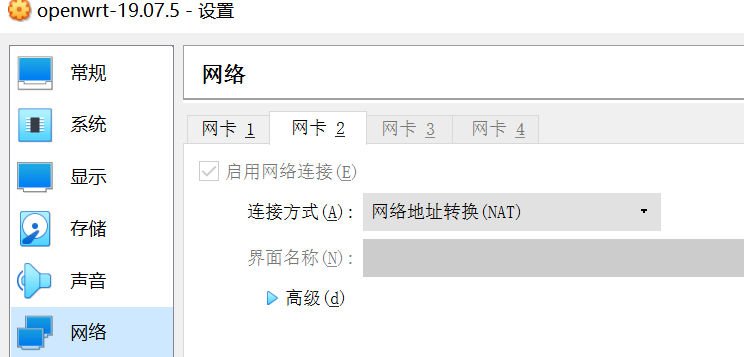 openwrt-19.07.5 - 设置
常规
系统
显示
存储
声音
网络
网络
网卡 1 网卡 2 网卡 3 网卡 4
启用网络连接(E)
连接方式(A): 网络地址转换(NAT)
界面名称(N):
高级(d)